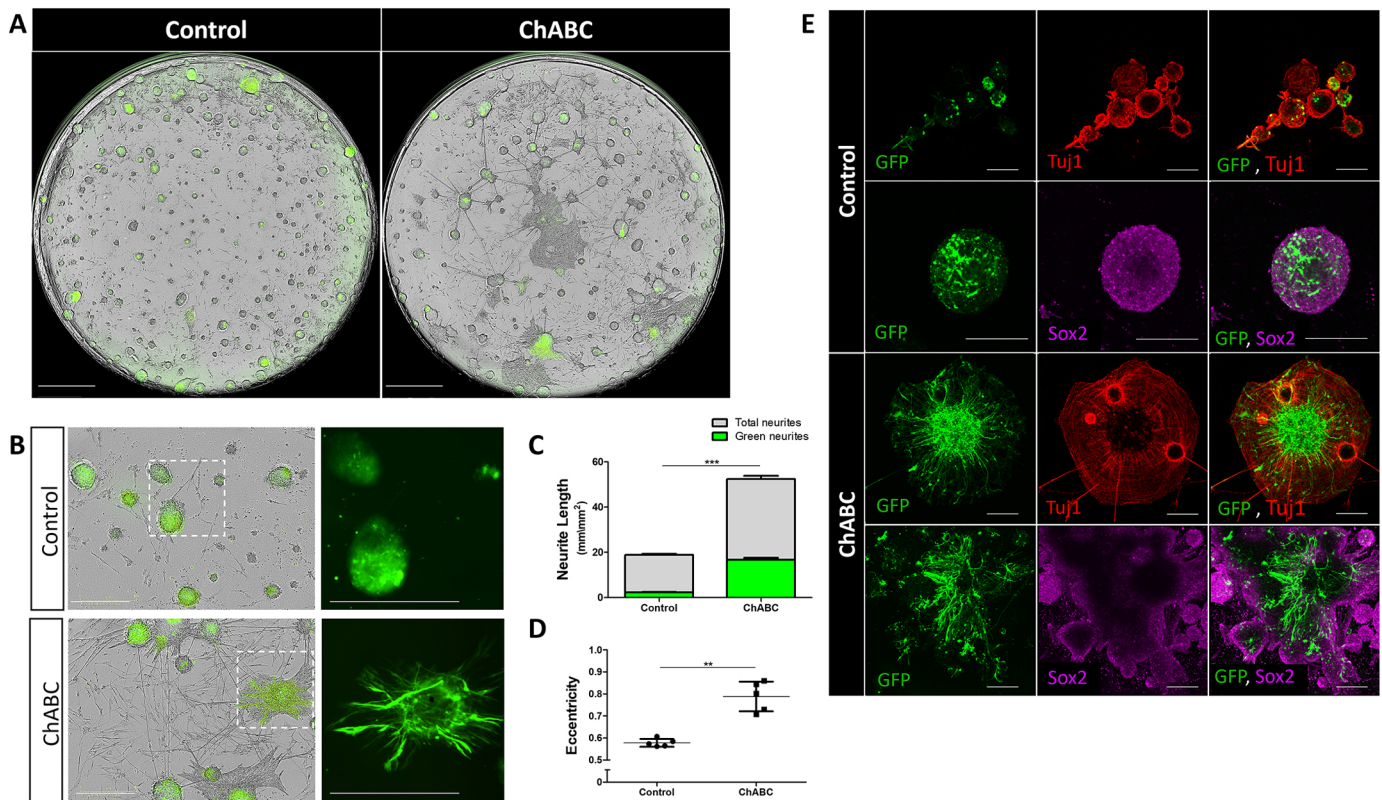 A
Control
ChABC
B
Control
ChABC
C
Total neurites
Green neurites
***
60
40
20
0
Neurite Length
(mm\mm²)
Control
ChABC
D
**
1.0
0.9
0.8
0.7
0.6
0.5
0
Eccentricity
Control
ChABC
E
Control
GFP
Tuj1
GFP , Tuj1
GFP
Sox2
GFP, Sox2
ChABC
GFP
Tuj1
GFP , Tuj1
GFP
Sox2
GFP, Sox2